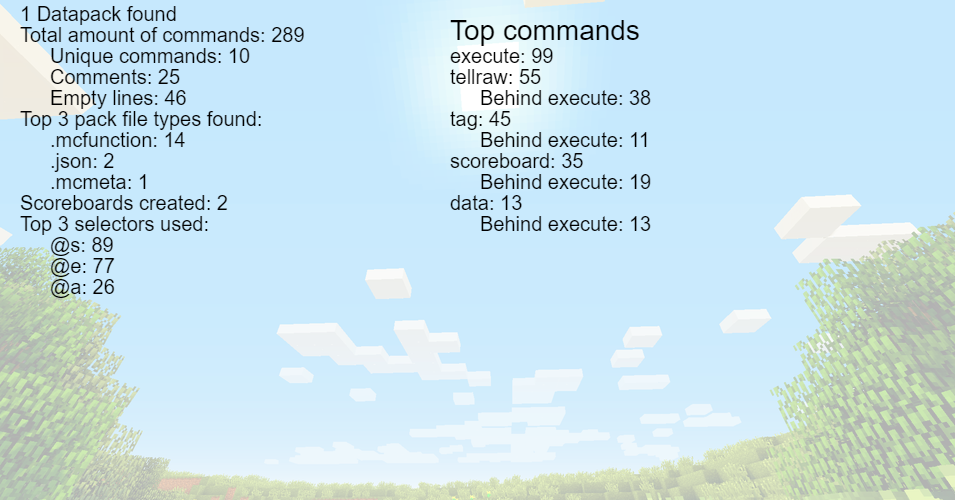 1 Datapack found
Total amount of commands: 289
Unique commands: 10
Comments: 25
Empty lines: 46
Top 3 pack file types found:
.mcfunction: 14
.json: 2
.mcmeta: 1
Scoreboards created: 2
Top 3 selectors used:
@s: 89
@e: 77
@a: 26
Top commands
execute: 99
tellraw: 55
Behind execute: 38
tag: 45
Behind execute: 11
scoreboard: 35
Behind execute: 19
data: 13
Behind execute: 13